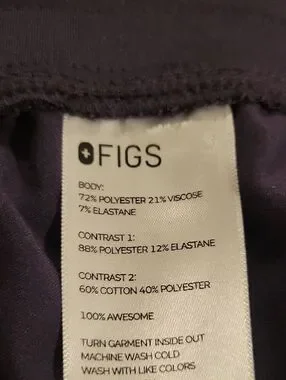 FIGS
BODY:
72% POLYESTER 21% VISCOSE
7% ELASTANE
CONTRAST 1:
88% POLYESTER 12% ELASTANE
CONTRAST 2:
60% COTTON 40% POLYESTER
100% AWESOME
TURN GARMENT INSIDE OUT
MACHINE WASH COLD
WASH WITH LIKE COLORS